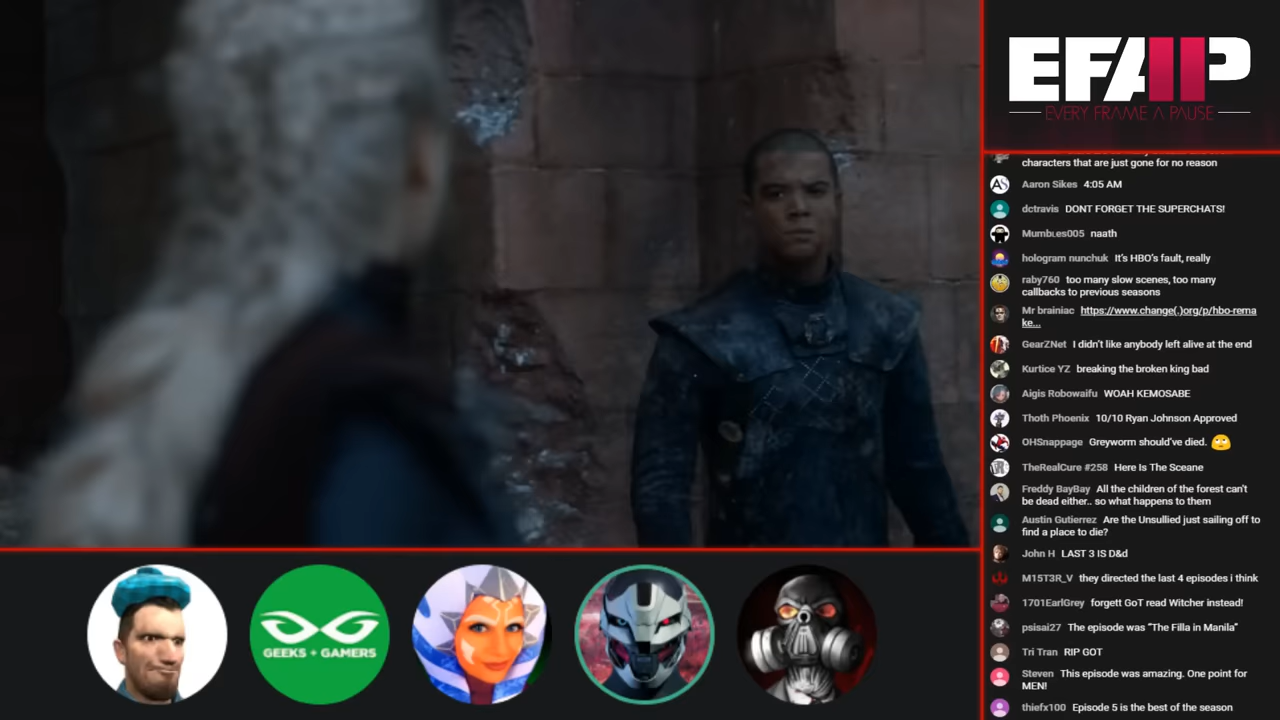 EFAP
EVERY FRAME A PAUSE
characters that are just gone for no reason
Aaron Sikes 4:05 AM
dctravis DONT FORGET THE SUPERCHATS!
Mumbles005 naath
hologram nunchuk It's HBO's fault, really
raby760 too many slow scenes, too many
callbacks to previous seasons
Mr brainiac https://www.change(.)org/p/hbo-rema
ke...
GearZNet I didn't like anybody left alive at the end
Kurtice YZ breaking the broken king bad
Aigis Robowaifu WOAH KEMOSABE
Thoth Phoenix 10/10 Ryan Johnson Approved
OHSnappage Greyworm should've died. 🙄
TheRealCure #258 Here Is The Sceane
Freddy BayBay All the children of the forest can't
be dead either.. so what happens to them
Austin Gutierrez Are the Unsullied just sailing off to
find a place to die?
John H LAST 3 IS D&d
M15T3R_V they directed the last 4 episodes i think
1701EarlGrey forgett GoT read Witcher instead!
psisai27 The episode was "The Filla in Manila"
Tri Tran RIP GOT
Steven This episode was amazing. One point for
MEN!
thiefx100 Episode 5 is the best of the season
GEEKS + GAMERS